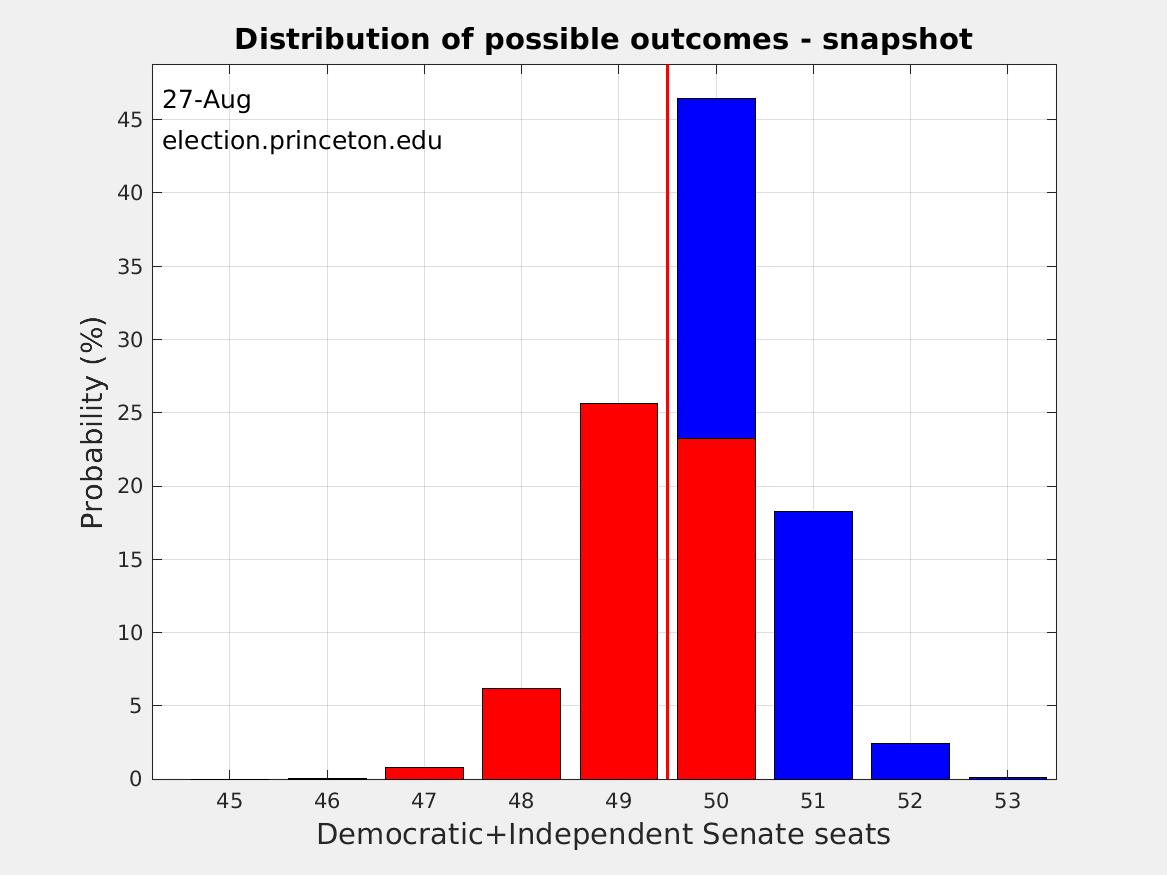 Distribution of possible outcomes - snapshot
27-Aug
election.princeton.edu
45
40
35
30
25
20
15
10
5
0
Probability (%)
45 46 47 48 49 50 51 52 53
Democratic+Independent Senate seats